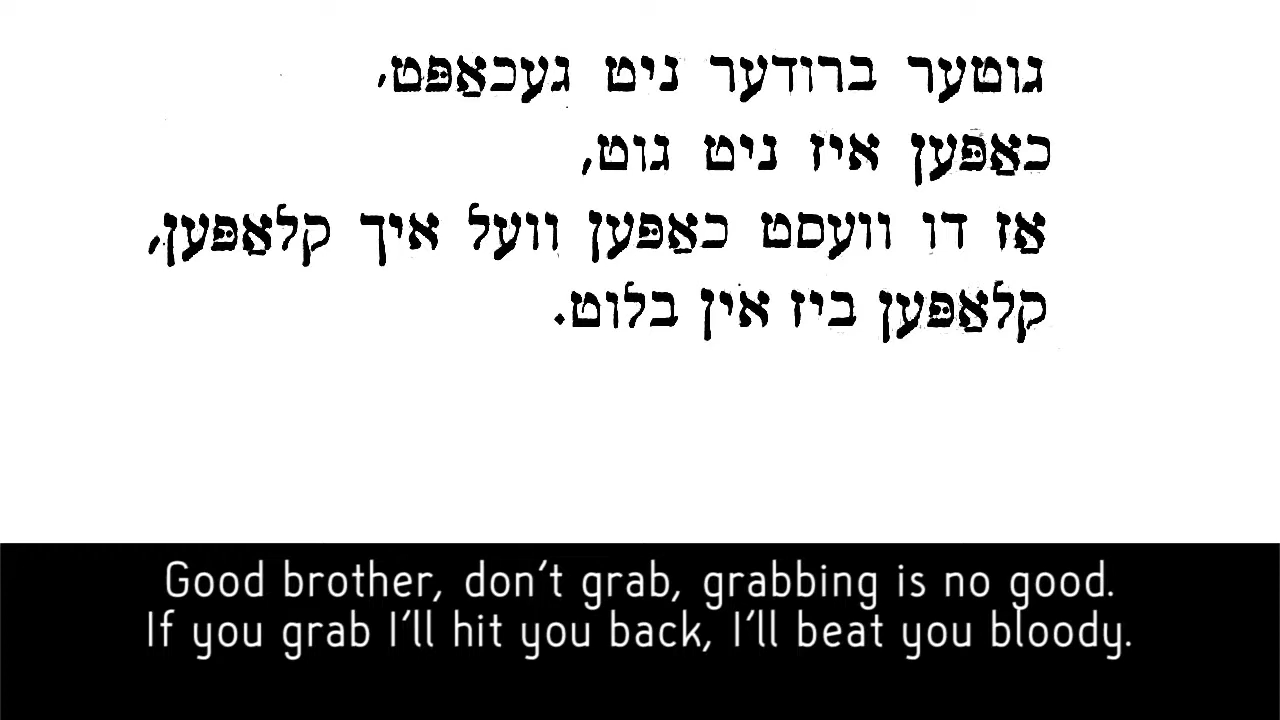 גוטער ברודער ניט געכאַפּט,
כאַפּען איז ניט גוט,
אַז דו וועסט כאַפּען וועל איך קלאַפּען,
קלאַפּען ביז אין בלוט.
Good brother, don't grab, grabbing is no good.
If you grab I'll hit you back, I'll beat you bloody.